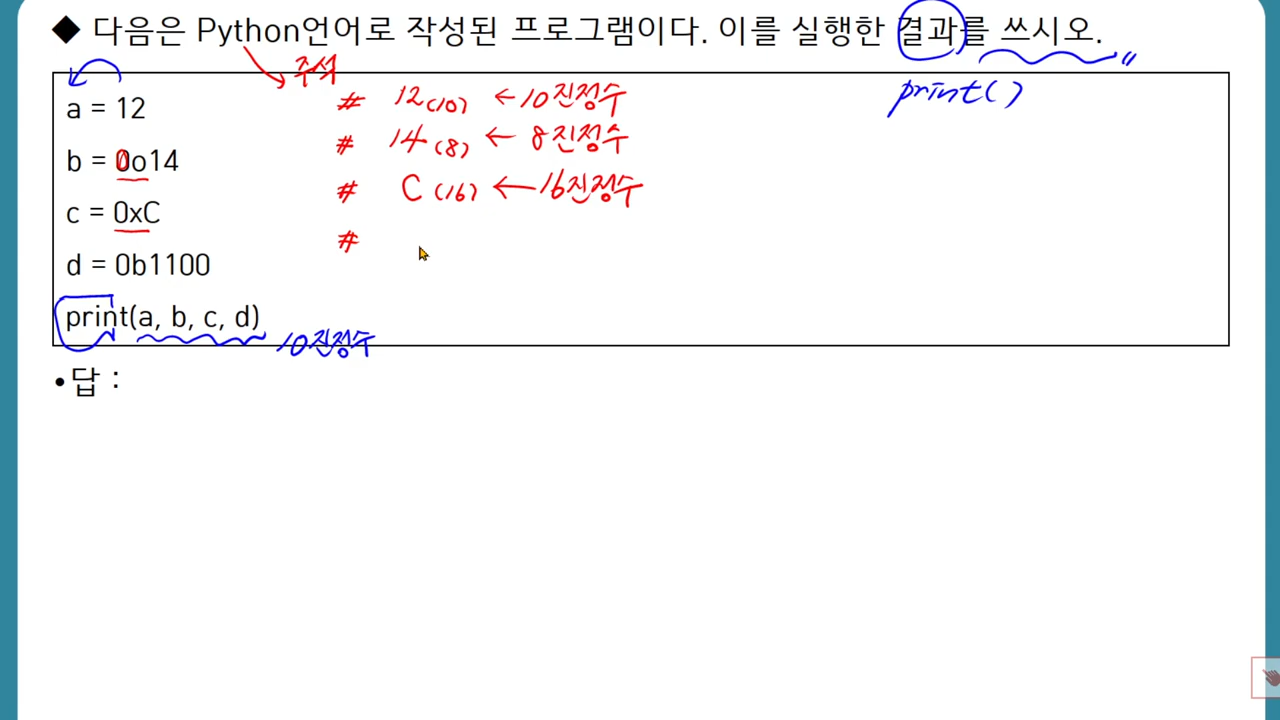 ◆ 다음은 Python언어로 작성된 프로그램이다. 이를 실행한 결과를 쓰시오.
주석
print()
a = 12 # 12(10) ← 10진정수
b = 0o14 # 14(8) ← 8진정수
c = 0xC # C(16) ← 16진정수
d = 0b1100 #
print(a, b, c, d) 10진정수
•답 :